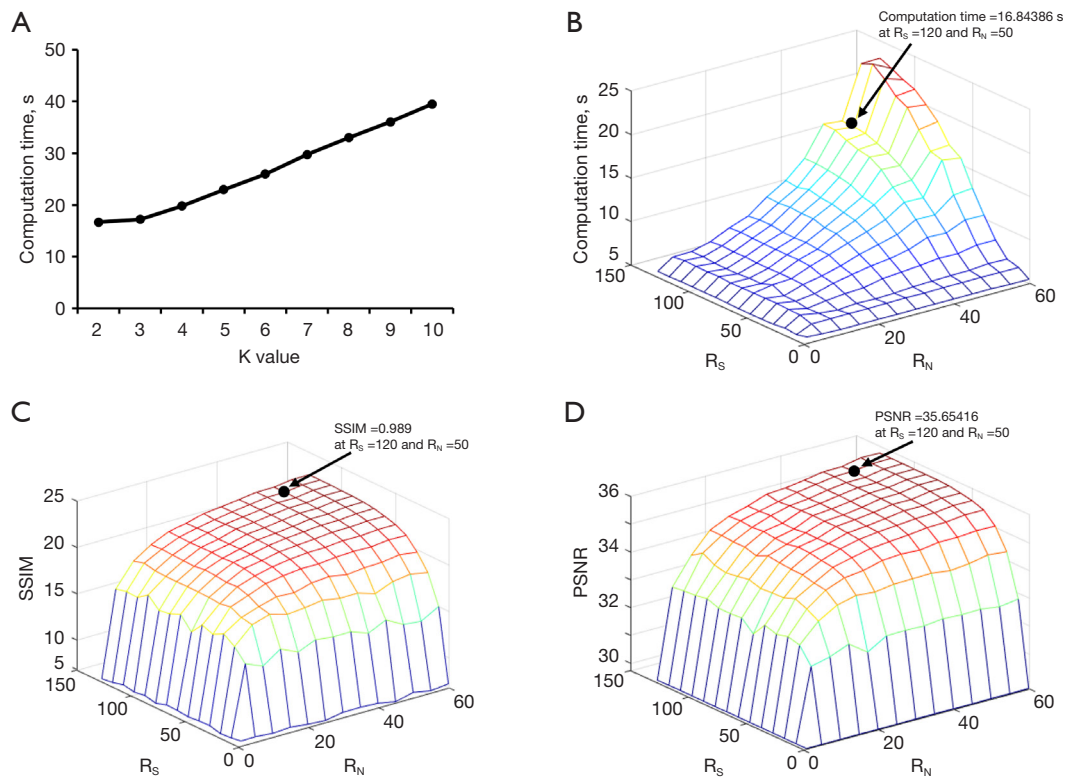 A
50
40
30
20
10
0
Computation time, s
2 3 4 5 6 7 8 9 10
K value
B
Computation time =16.84386 s
at RS =120 and RN =50
25
20
15
10
5
Computation time, s
150
100
50
0
RS
0
20
40
60
RN
C
SSIM =0.989
at RS =120 and RN =50
25
20
15
10
5
SSIM
150
100
50
0
RS
0
20
40
60
RN
D
PSNR =35.65416
at RS =120 and RN =50
36
34
33
32
30
PSNR
150
100
50
0
RS
0
20
40
60
RN